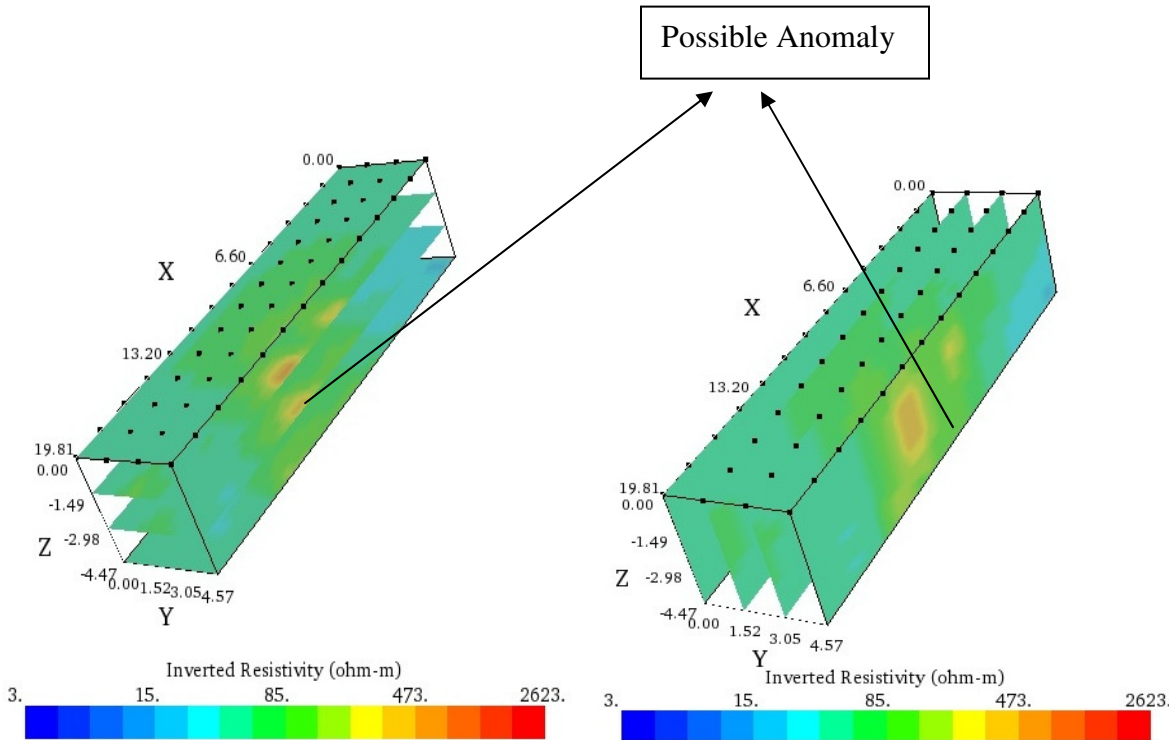 Possible Anomaly
0.00
6.60
X
13.20
19.81
0.00
-1.49
Z -2.98
-4.47
0.00 1.52 3.05 4.57
Y
Inverted Resistivity (ohm-m)
3. 15. 85. 473. 2623.
0.00
6.60
X
13.20
19.81
0.00
-1.49
Z -2.98
-4.47
0.00 1.52 3.05 4.57
Y
Inverted Resistivity (ohm-m)
3. 15. 85. 473. 2623.